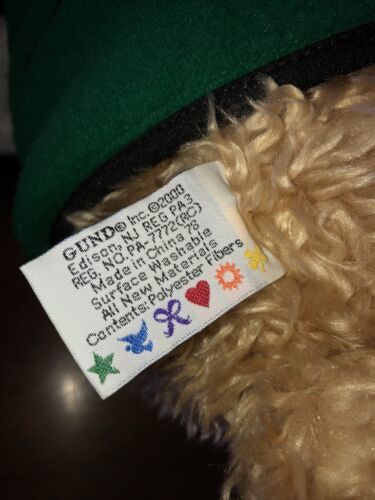 GUND® Inc.©2000
Edison, NJ REG PA3
REG. NO. PA-7772(RC)
Made in China '78
Surface Washable
All New Materials
Contents: Polyester Fibers